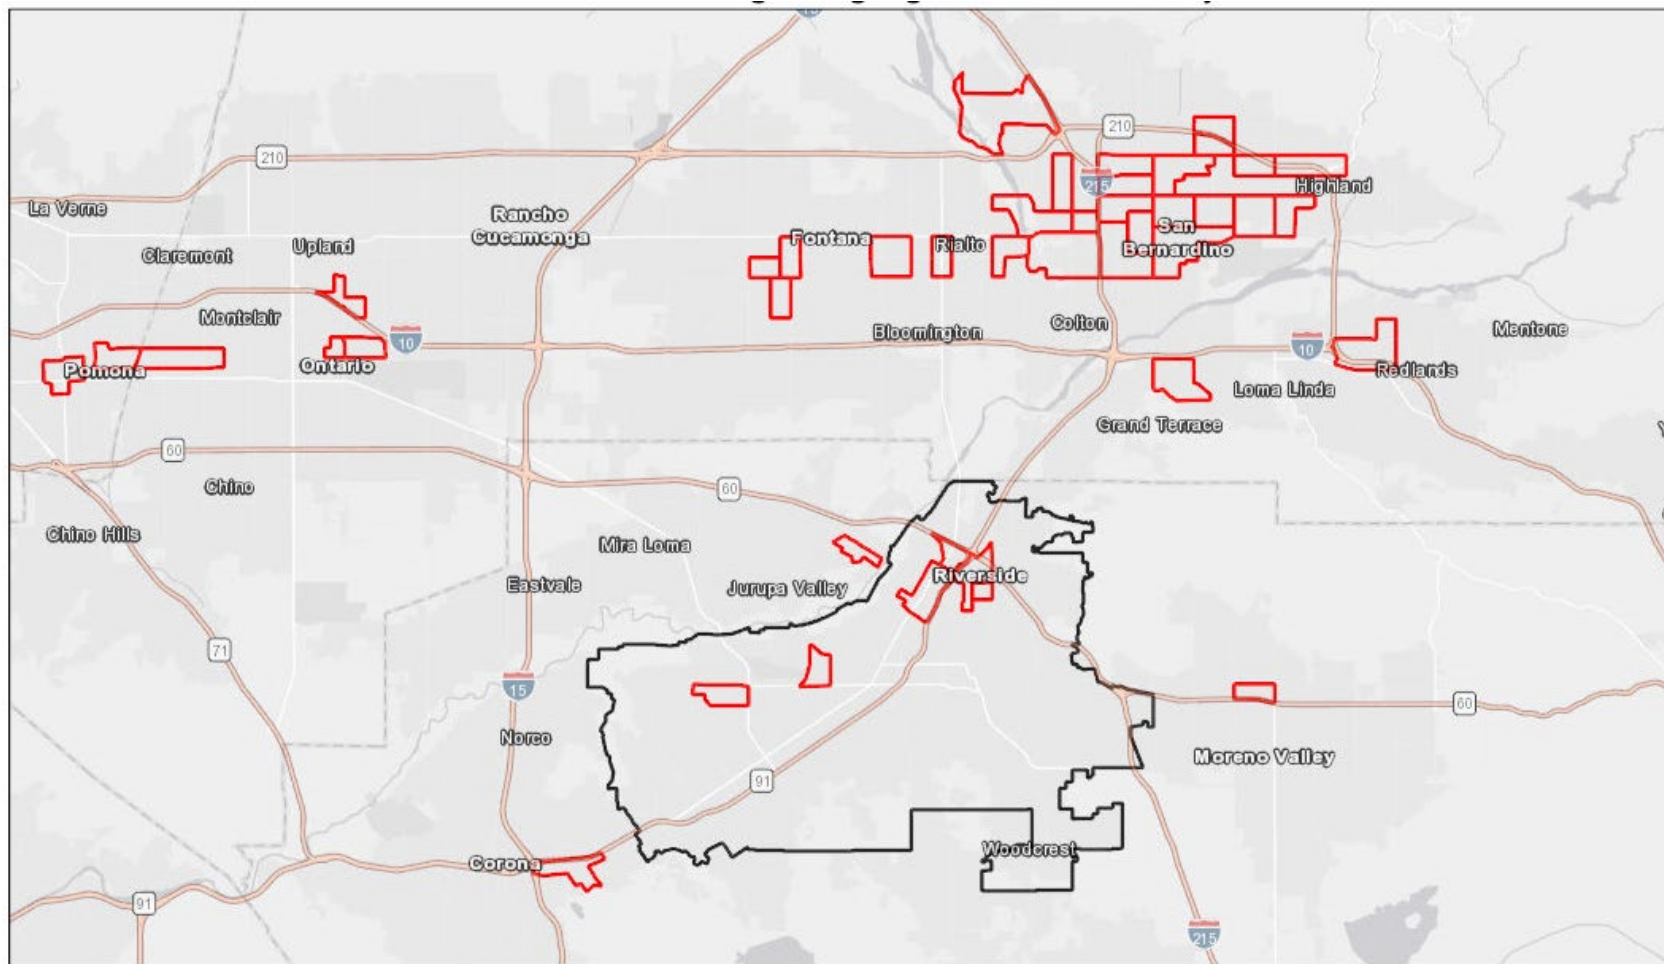 210
210
215
La Verne
Highland
Rancho
Cucamonga
San
Bernardino
Fontana
Rialto
Claremont
Upland
Montclair
Bloomington
Colton
Mentone
10
10
Pomona
Ontario
Redlands
Loma Linda
Grand Terrace
60
Chino
60
Chino Hills
Mira Loma
Eastvale
Jurupa Valley
Riverside
71
15
60
Norco
Moreno Valley
91
Corona
Woodcrest
91
215